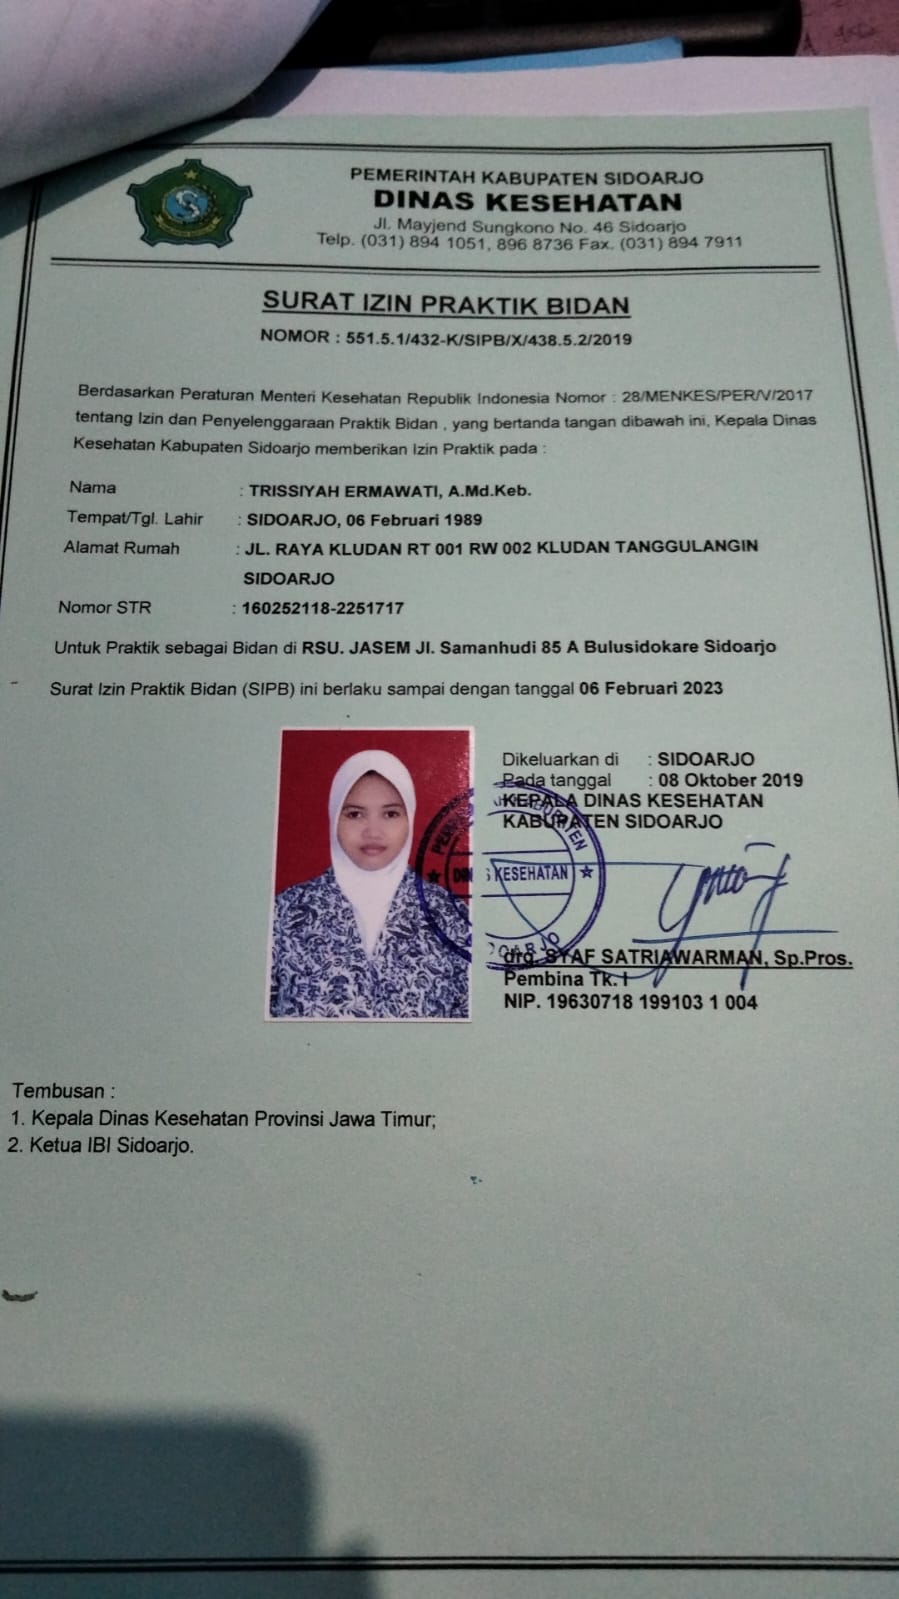 PEMERINTAH KABUPATEN SIDOARJO
DINAS KESEHATAN
Jl. Mayjend Sungkono No. 46 Sidoarjo
Telp. (031) 894 1051, 896 8736 Fax. (031) 894 7911
SURAT IZIN PRAKTIK BIDAN
NOMOR : 551.5.1/432-K/SIPB/X/438.5.2/2019
Berdasarkan Peraturan Menteri Kesehatan Republik Indonesia Nomor : 28/MENKES/PER/V/2017
tentang Izin dan Penyelenggaraan Praktik Bidan , yang bertanda tangan dibawah ini, Kepala Dinas
Kesehatan Kabupaten Sidoarjo memberikan Izin Praktik pada :
Nama : TRISSIYAH ERMAWATI, A.Md.Keb.
Tempat/Tgl. Lahir : SIDOARJO, 06 Februari 1989
Alamat Rumah : JL. RAYA KLUDAN RT 001 RW 002 KLUDAN TANGGULANGIN
SIDOARJO
Nomor STR : 160252118-2251717
Untuk Praktik sebagai Bidan di RSU. JASEM Jl. Samanhudi 85 A Bulusidokare Sidoarjo
Surat Izin Praktik Bidan (SIPB) ini berlaku sampai dengan tanggal 06 Februari 2023
Dikeluarkan di : SIDOARJO
Pada tanggal : 08 Oktober 2019
KEPALA DINAS KESEHATAN
KABUPATEN SIDOARJO
KESEHATAN
drg. SYAF SATRIAWARMAN, Sp.Pros.
Pembina Tk. I
NIP. 19630718 199103 1 004
Tembusan :
1. Kepala Dinas Kesehatan Provinsi Jawa Timur;
2. Ketua IBI Sidoarjo.